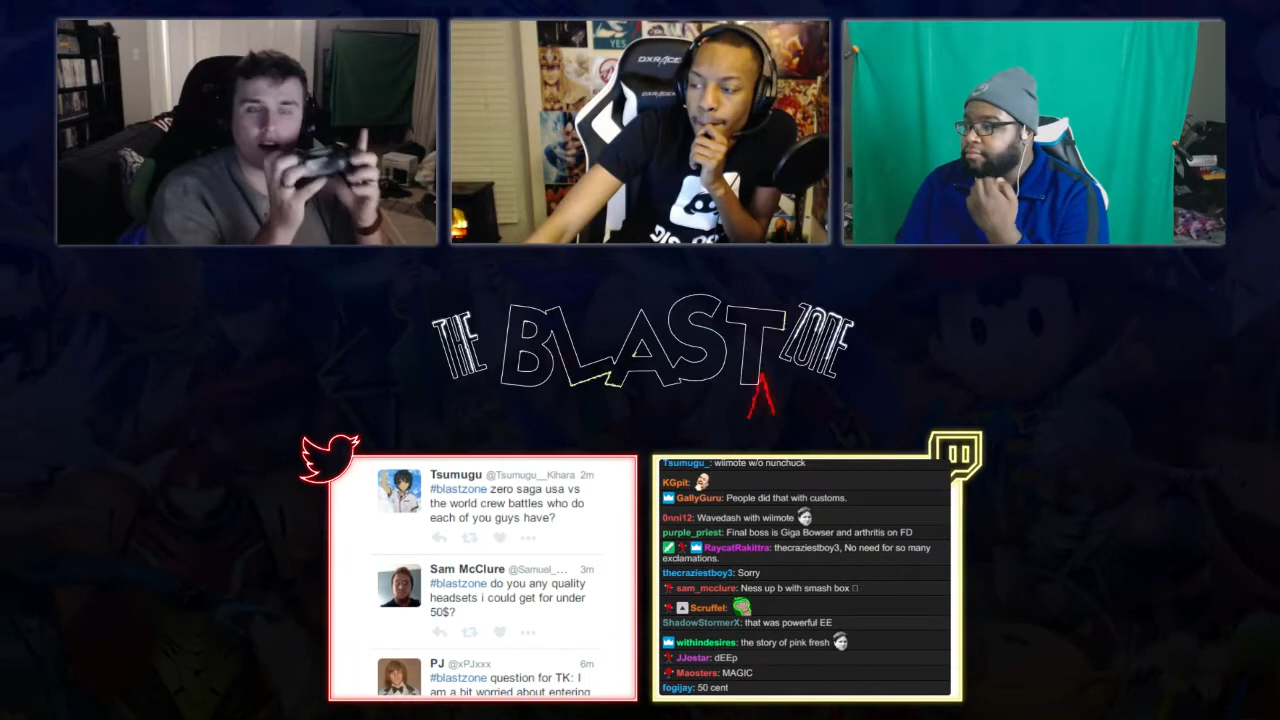 YES
DXRACER
DXRACER
THE BLAST ZONE
Tsumugu @Tsumugu__Kihara 2m
#blastzone zero saga usa vs
the world crew battles who do
each of you guys have?
Sam McClure @Samuel_... 3m
#blastzone do you any quality
headsets i could get for under
50$?
PJ @xPJxxx 6m
#blastzone question for TK: I
am a bit worried about entering
Tsumugu_: wiimote w/o nunchuck
KGpit:
GallyGuru: People did that with customs.
0nni12: Wavedash with wiimote
purple_priest: Final boss is Giga Bowser and arthritis on FD
RaycatRakittra: thecraziestboy3, No need for so many
exclamations.
thecraziestboy3: Sorry
sam_mcclure: Ness up b with smash box
Scruffel:
ShadowStormerX: that was powerful EE
withindesires: the story of pink fresh
JJostar: dEEp
Maosters: MAGIC
fogijay: 50 cent